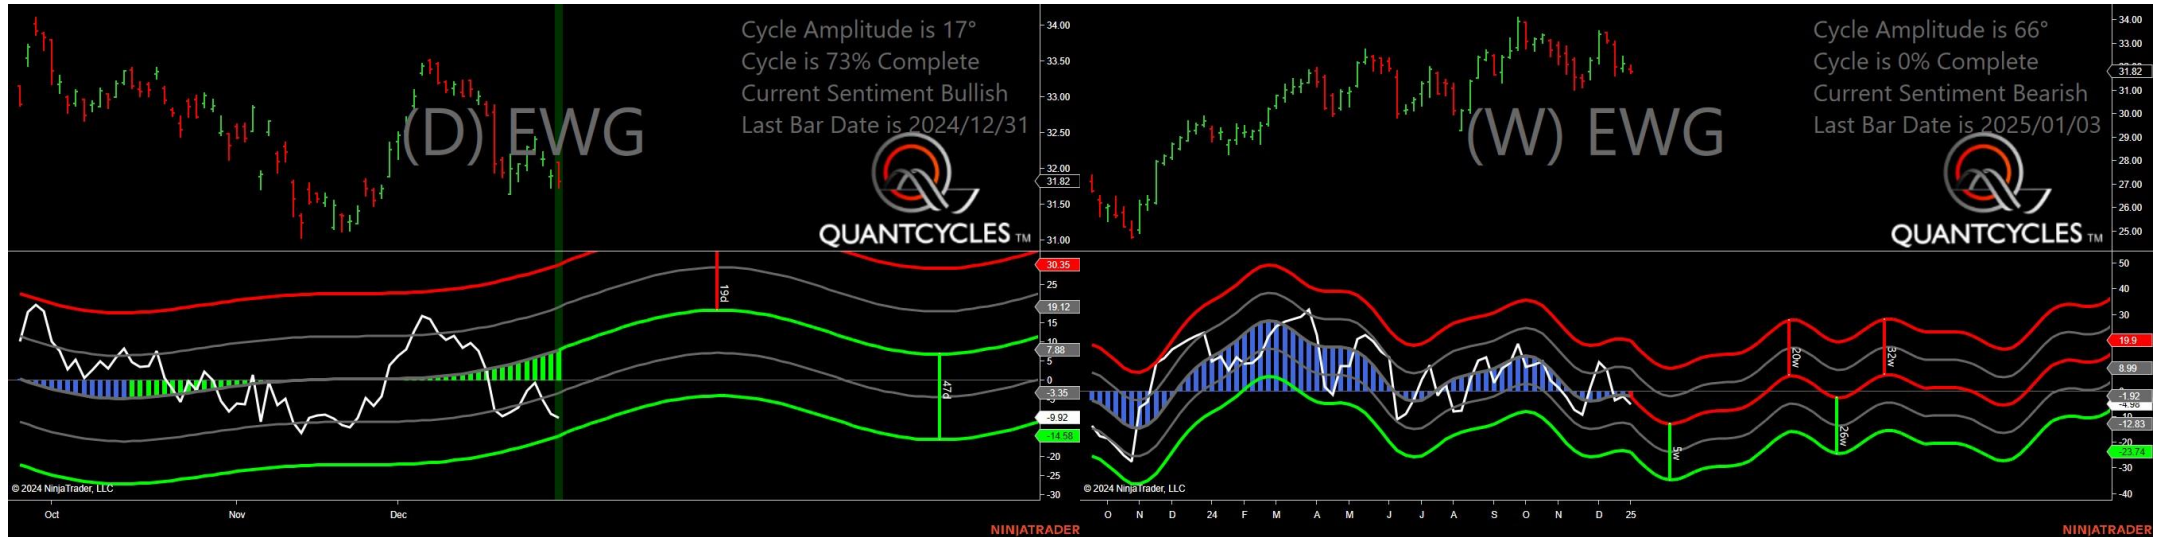 Cycle Amplitude is 17°
Cycle is 73% Complete
Current Sentiment Bullish
Last Bar Date is 2024/12/31
(D) EWG
QUANTCYCLES TM
34.00
33.50
33.00
32.50
32.00
31.82
31.50
31.00
30.35
25
19.12
15
10
7.88
5
0
-3.35
-9.92
-14.58
-20
-25
-30
19d
47d
© 2024 NinjaTrader, LLC
Oct Nov Dec
NINJATRADER
Cycle Amplitude is 66°
Cycle is 0% Complete
Current Sentiment Bearish
Last Bar Date is 2025/01/03
(W) EWG
QUANTCYCLES TM
34.00
33.00
31.82
31.00
30.00
29.00
28.00
27.00
26.00
25.00
50
40
30
19.9
8.99
-1.92
-4.98
-12.83
-20
-23.74
-30
-40
5w
20w
26w
32w
© 2024 NinjaTrader, LLC
O N D 24 F M A M J J A S O N D 25
NINJATRADER